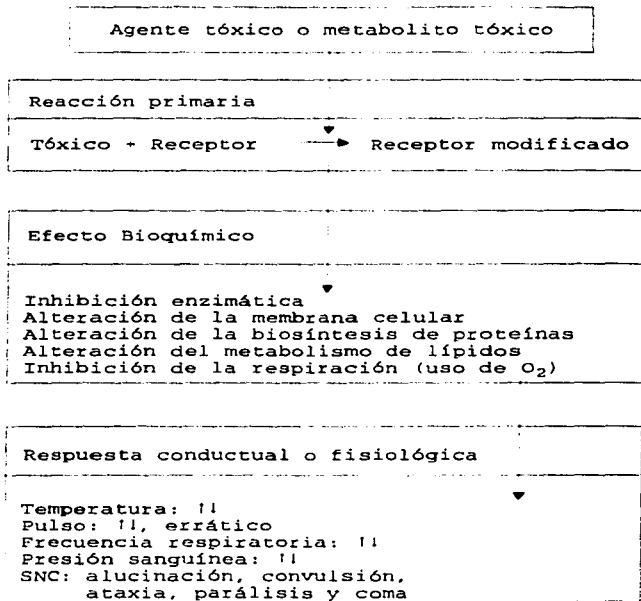 Agente tóxico o metabolito tóxico
Reacción primaria
Tóxico + Receptor → Receptor modificado
Efecto Bioquímico
Inhibición enzimática
Alteración de la membrana celular
Alteración de la biosíntesis de proteínas
Alteración del metabolismo de lípidos
Inhibición de la respiración (uso de O₂)
Respuesta conductual o fisiológica
Temperatura: ↑↓
Pulso: ↑↓, errático
Frecuencia respiratoria: ↑↓
Presión sanguínea: ↑↓
SNC: alucinación, convulsión,
ataxia, parálisis y coma